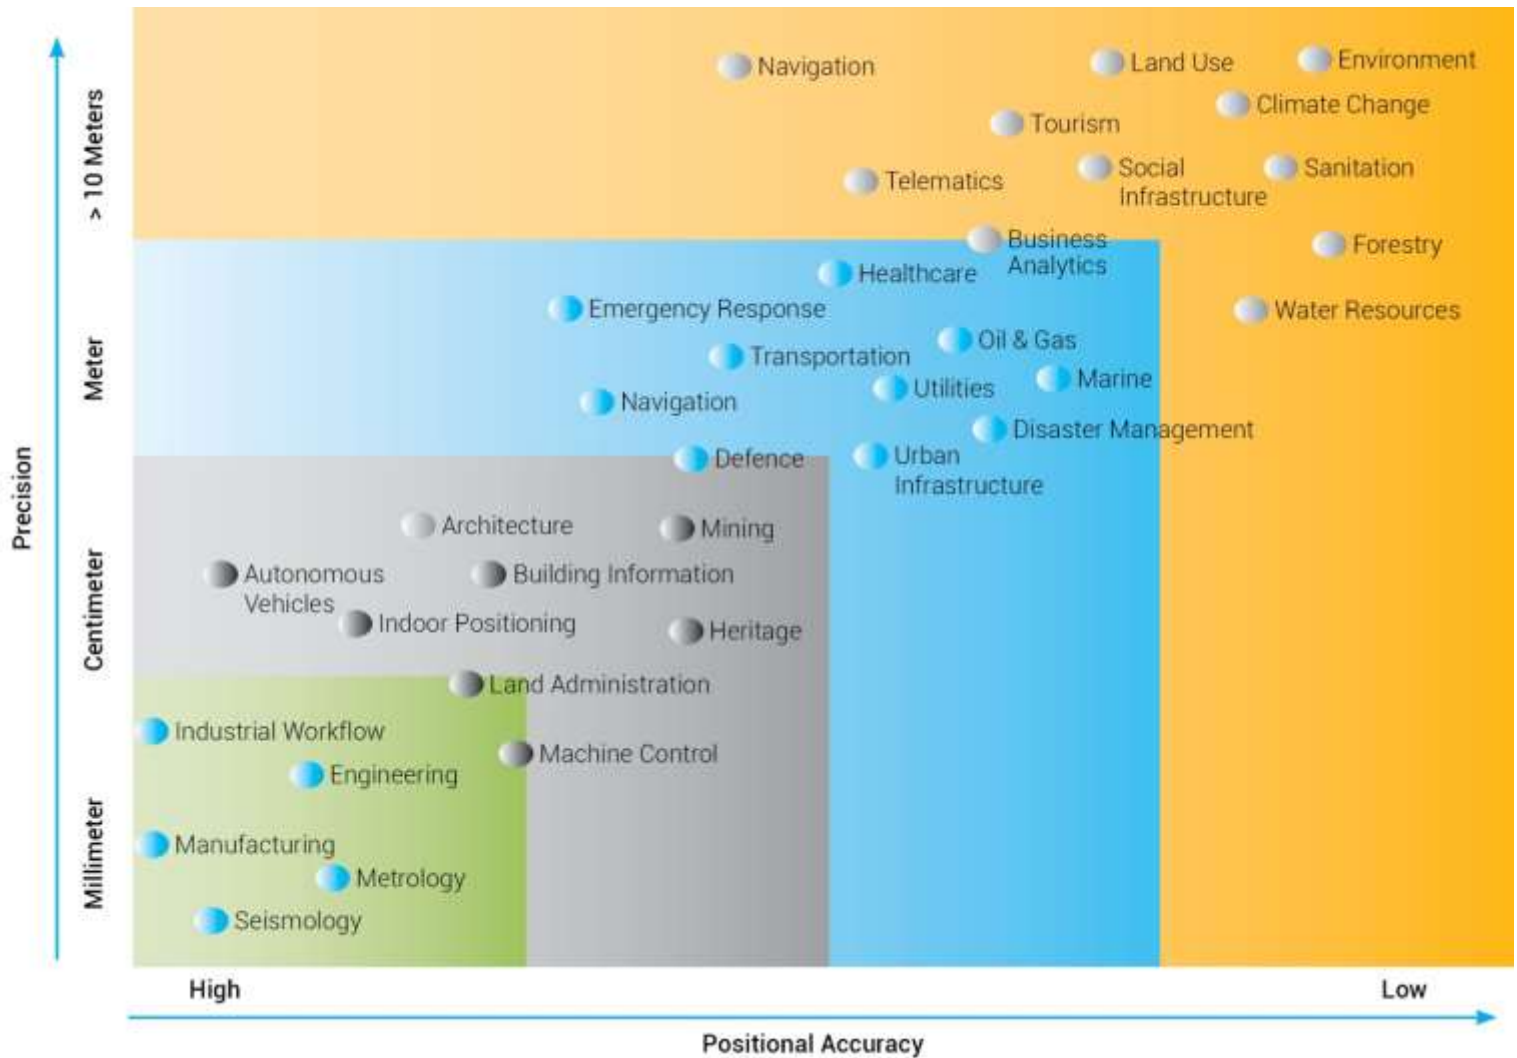 Navigation
Land Use
Environment
Climate Change
Tourism
Social
Infrastructure
Sanitation
Telematics
Business
Analytics
Forestry
Healthcare
Emergency Response
Water Resources
Oil & Gas
Transportation
Marine
Utilities
Navigation
Disaster Management
Defence
Urban
Infrastructure
Architecture
Mining
Autonomous
Vehicles
Building Information
Indoor Positioning
Heritage
Land Administration
Industrial Workflow
Machine Control
Engineering
Manufacturing
Metrology
Seismology
> 10 Meters
Meter
Centimeter
Millimeter
Precision
High
Low
Positional Accuracy